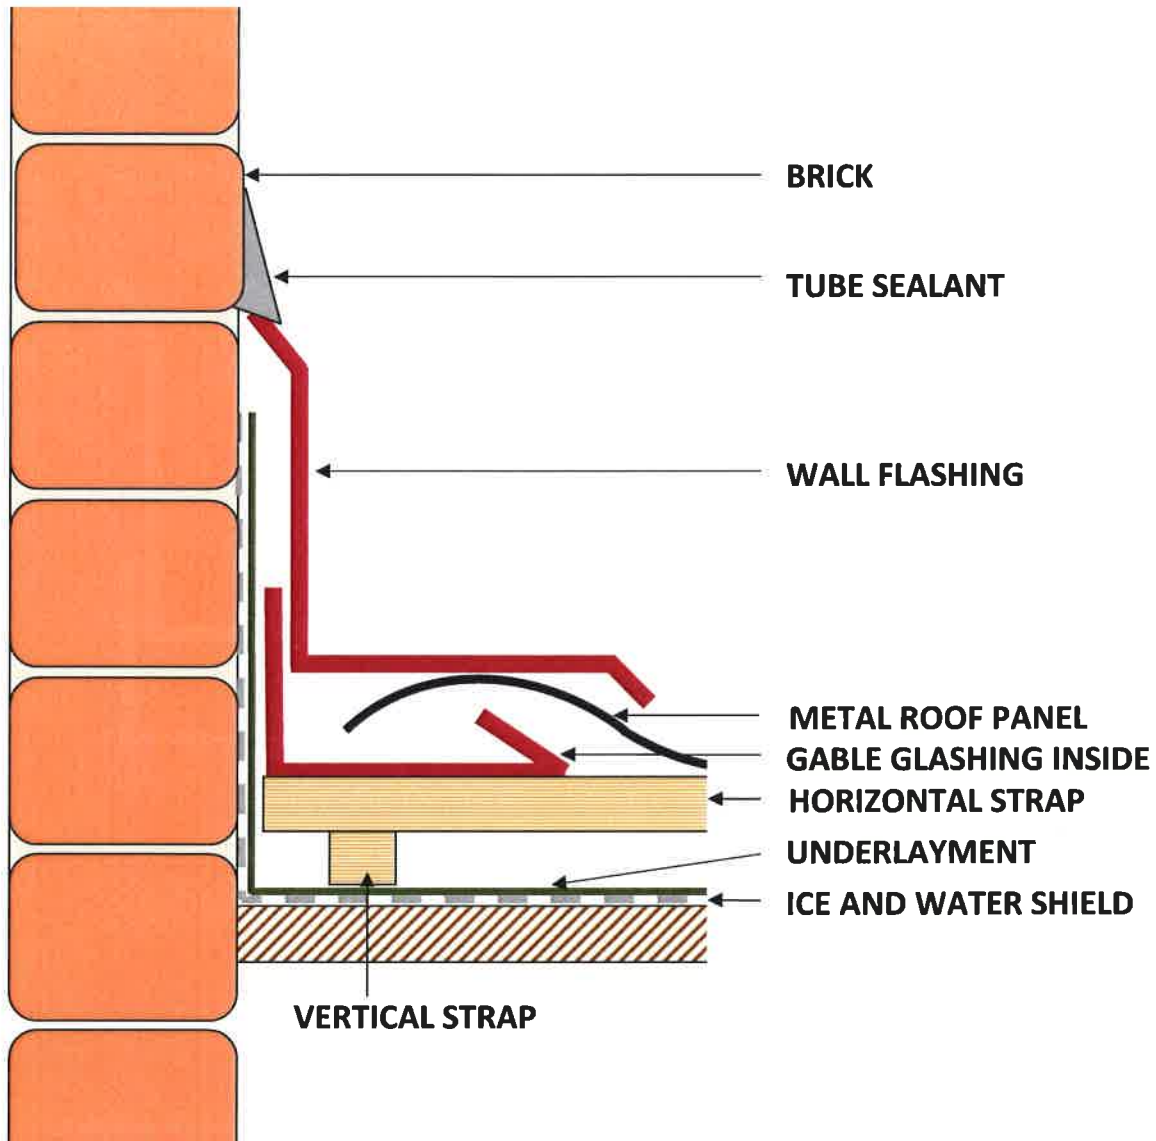 BRICK
TUBE SEALANT
WALL FLASHING
METAL ROOF PANEL
GABLE GLASHING INSIDE
HORIZONTAL STRAP
UNDERLAYMENT
ICE AND WATER SHIELD
VERTICAL STRAP